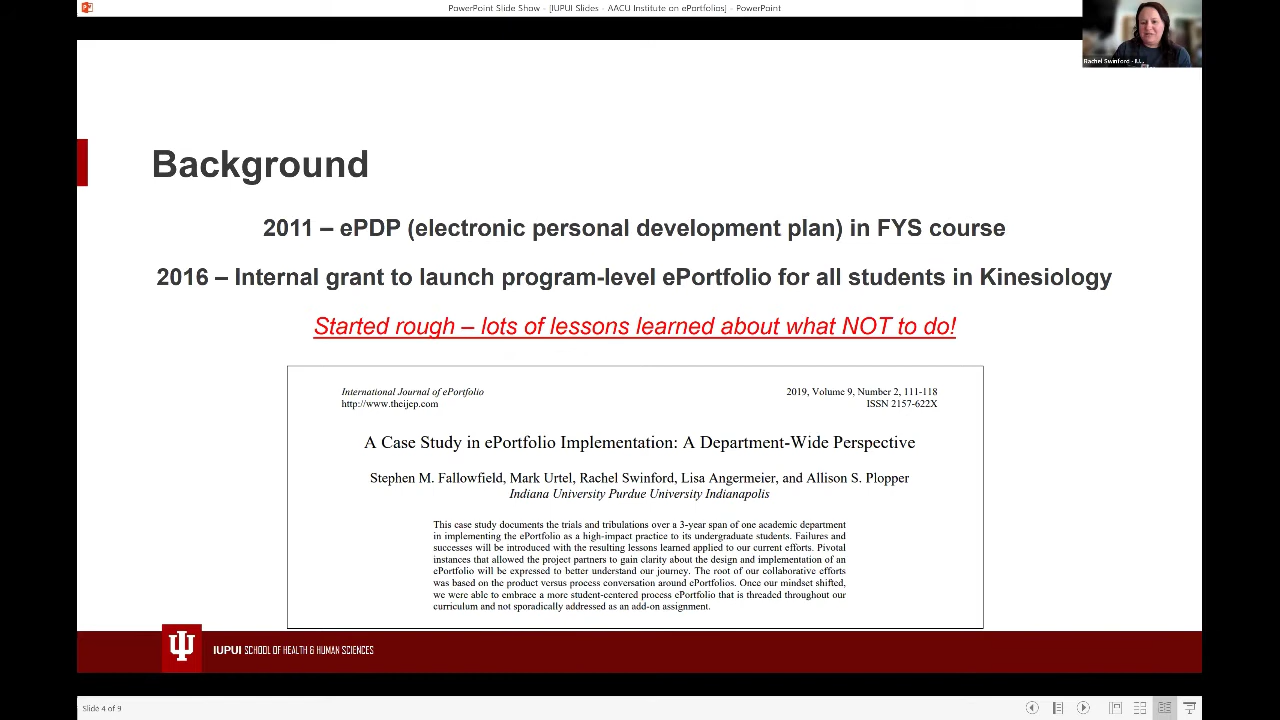 PowerPoint Slide Show - [IUPUI Slides - AACU Institute on ePortfolios] - PowerPoint
Rachel Swinford - IU...
Background
2011 – ePDP (electronic personal development plan) in FYS course
2016 – Internal grant to launch program-level ePortfolio for all students in Kinesiology
Started rough – lots of lessons learned about what NOT to do!
International Journal of ePortfolio
2019, Volume 9, Number 2, 111-118
http://www.theijep.com
ISSN 2157-622X
A Case Study in ePortfolio Implementation: A Department-Wide Perspective
Stephen M. Fallowfield, Mark Urtel, Rachel Swinford, Lisa Angermeier, and Allison S. Plopper
Indiana University Purdue University Indianapolis
This case study documents the trials and tribulations over a 3-year span of one academic department
in implementing the ePortfolio as a high-impact practice to its undergraduate students. Failures and
successes will be introduced with the resulting lessons learned applied to our current efforts. Pivotal
instances that allowed the project partners to gain clarity about the design and implementation of an
ePortfolio will be expressed to better understand our journey. The root of our collaborative efforts
was based on the product versus process conversation around ePortfolios. Once our mindset shifted,
we were able to embrace a more student-centered process ePortfolio that is threaded throughout our
curriculum and not sporadically addressed as an add-on assignment.
IUPUI SCHOOL OF HEALTH & HUMAN SCIENCES
Slide 4 of 9